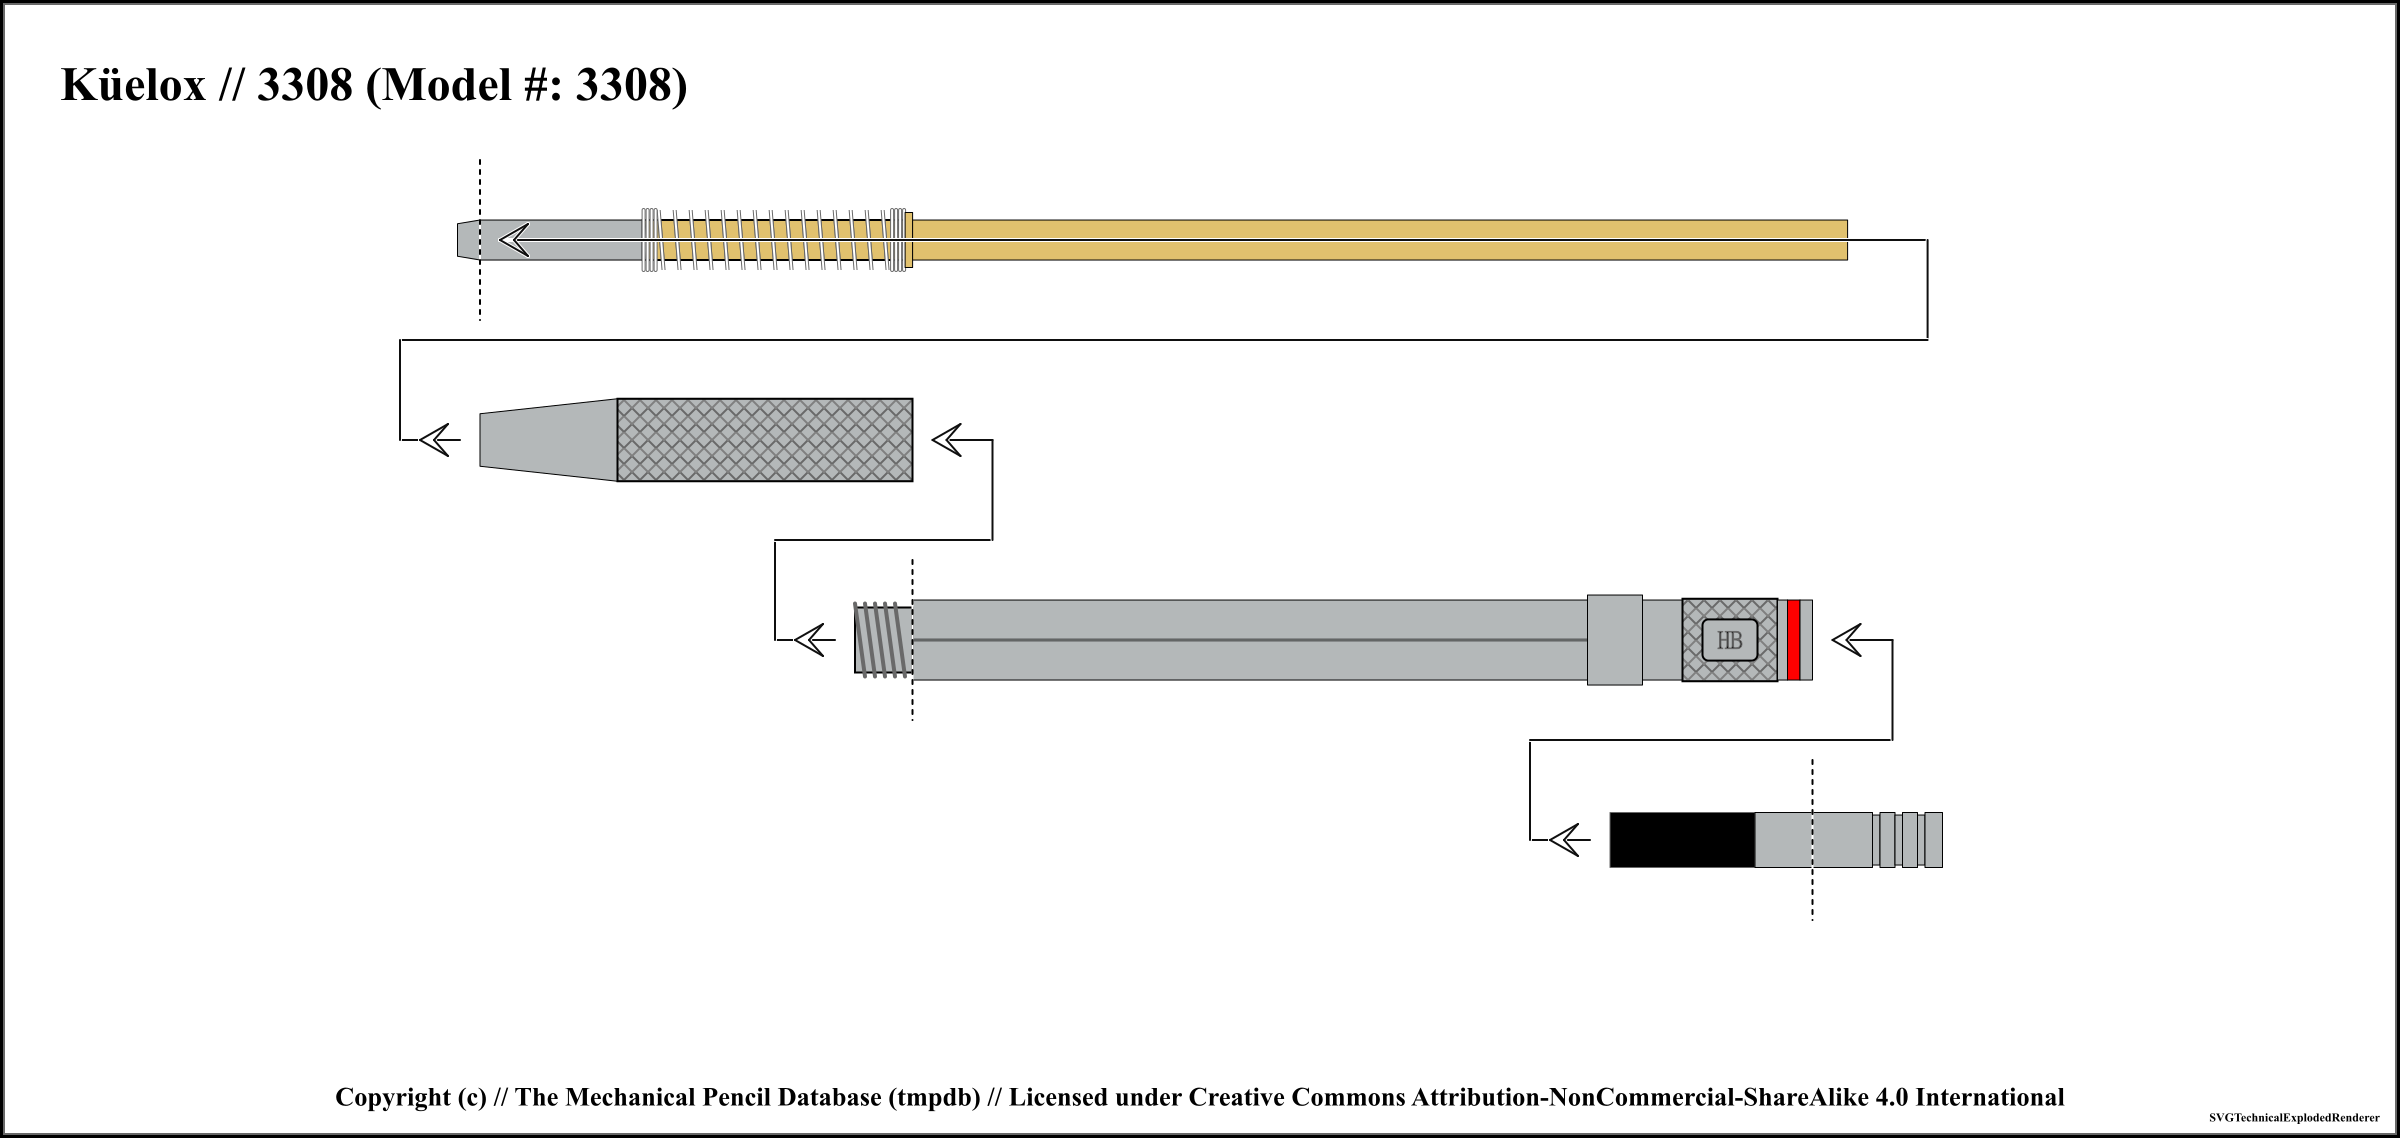 Küelox // 3308 (Model #: 3308)
HB
Copyright (c) // The Mechanical Pencil Database (tmpdb) // Licensed under Creative Commons Attribution-NonCommercial-ShareAlike 4.0 International
SVGTechnicalExplodedRenderer